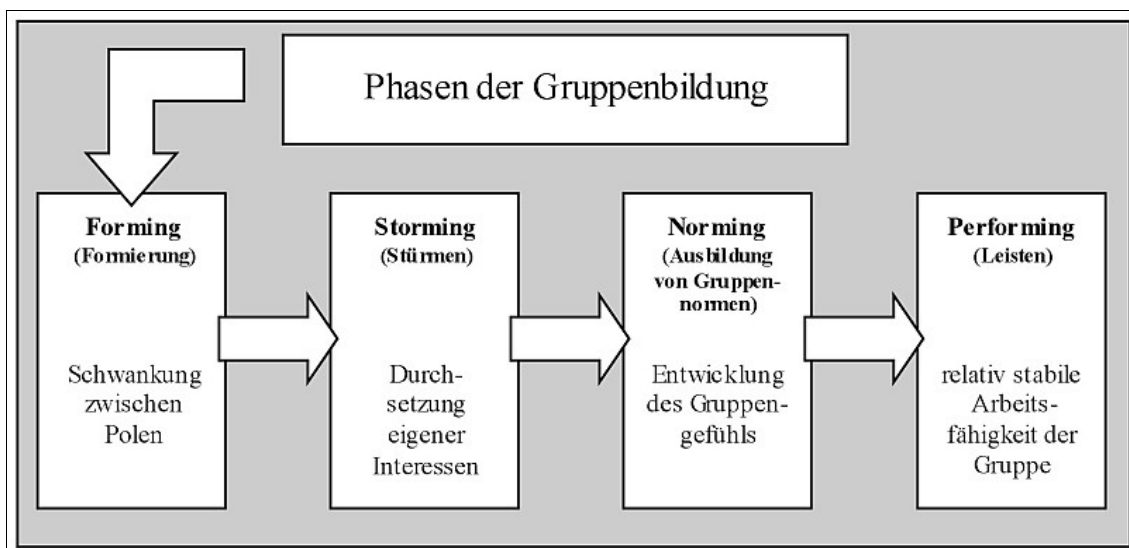 Phasen der Gruppenbildung
Forming
(Formierung)
Schwankung
zwischen
Polen
Storming
(Stürmen)
Durch-
setzung
eigener
Interessen
Norming
(Ausbildung
von Gruppen-
normen)
Entwicklung
des Gruppen-
gefühls
Performing
(Leisten)
relativ stabile
Arbeits-
fähigkeit der
Gruppe